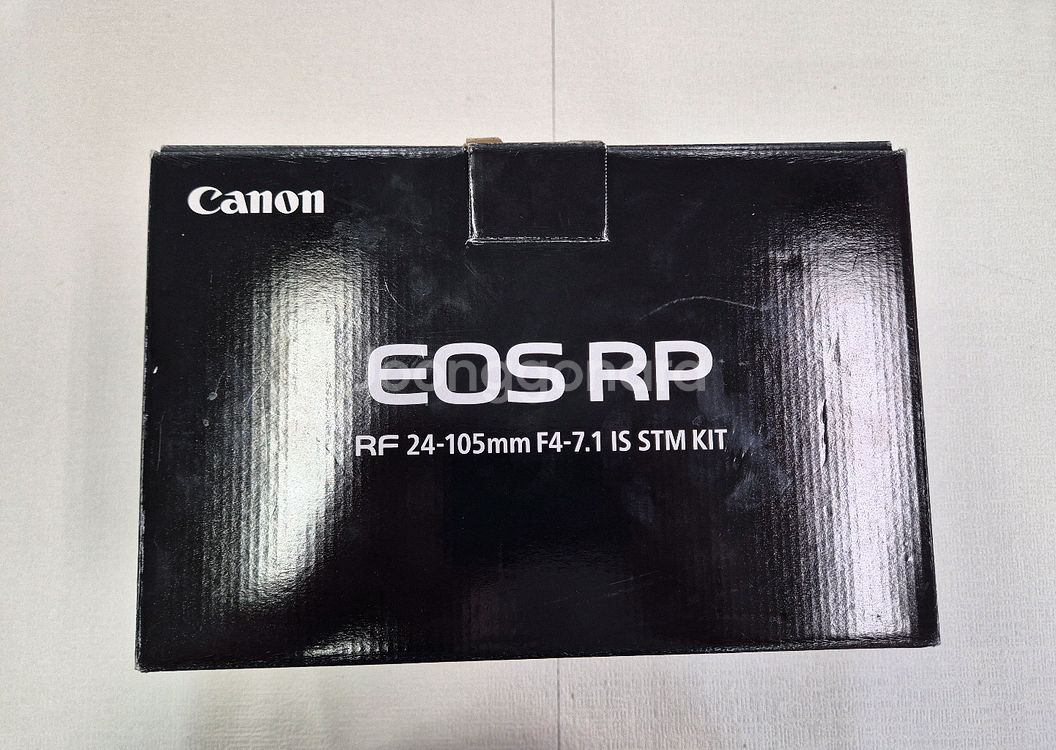 Canon
EOS RP
RF 24-105mm F4-7.1 IS STM KIT